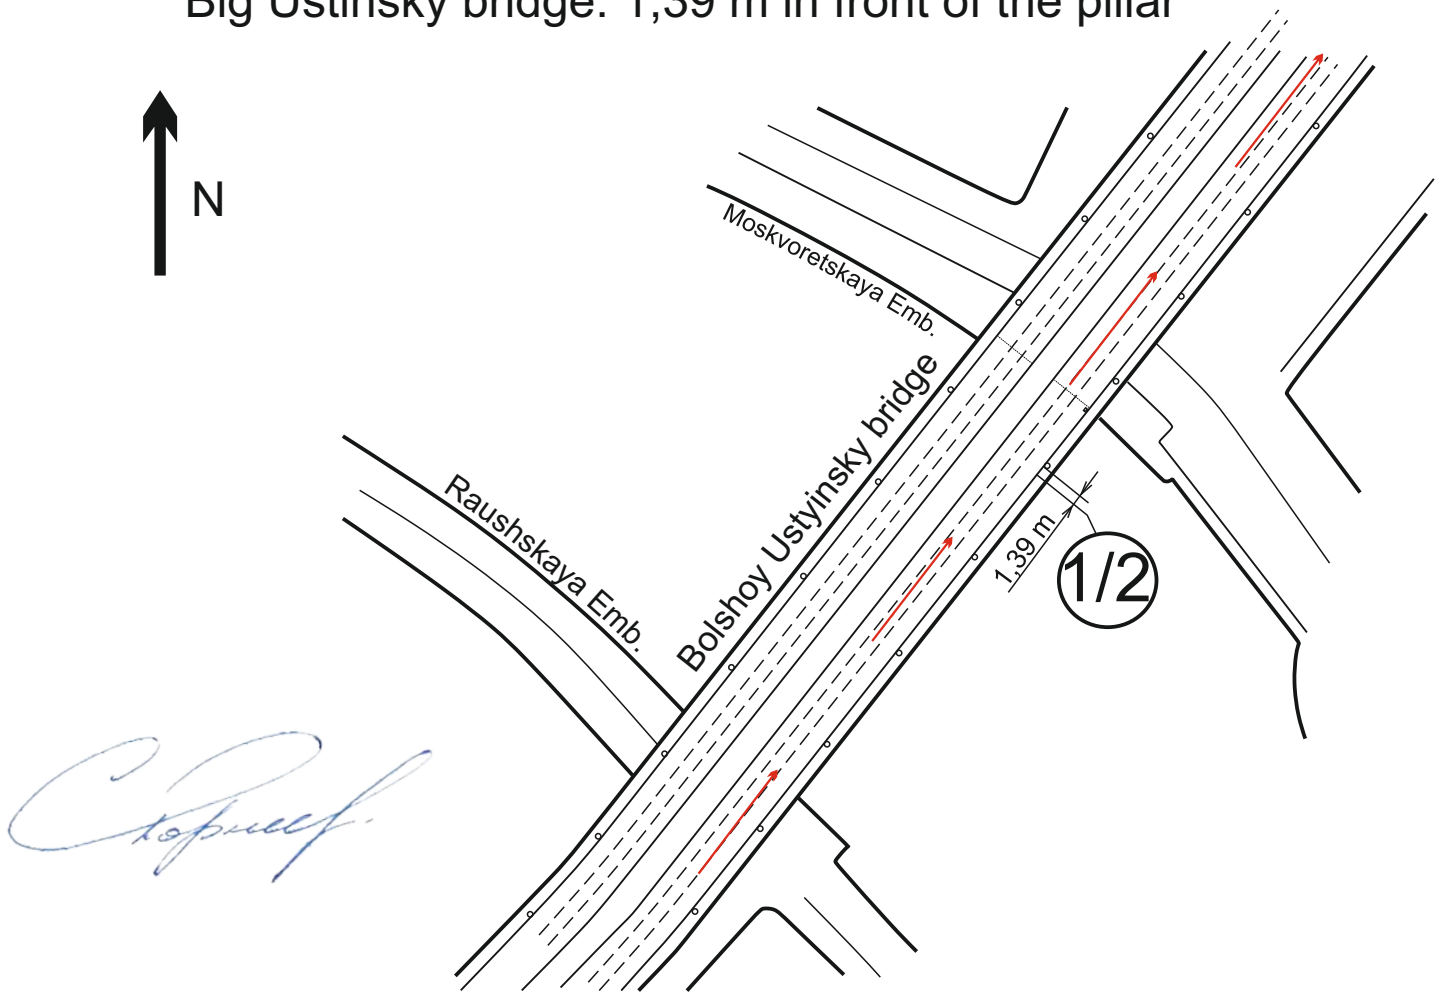 Big Ustinsky bridge. 1,39 m in front of the pillar
N
Moskvoretskaya Emb.
Bolshoy Ustyinsky bridge
Raushskaya Emb.
1,39 m
1/2